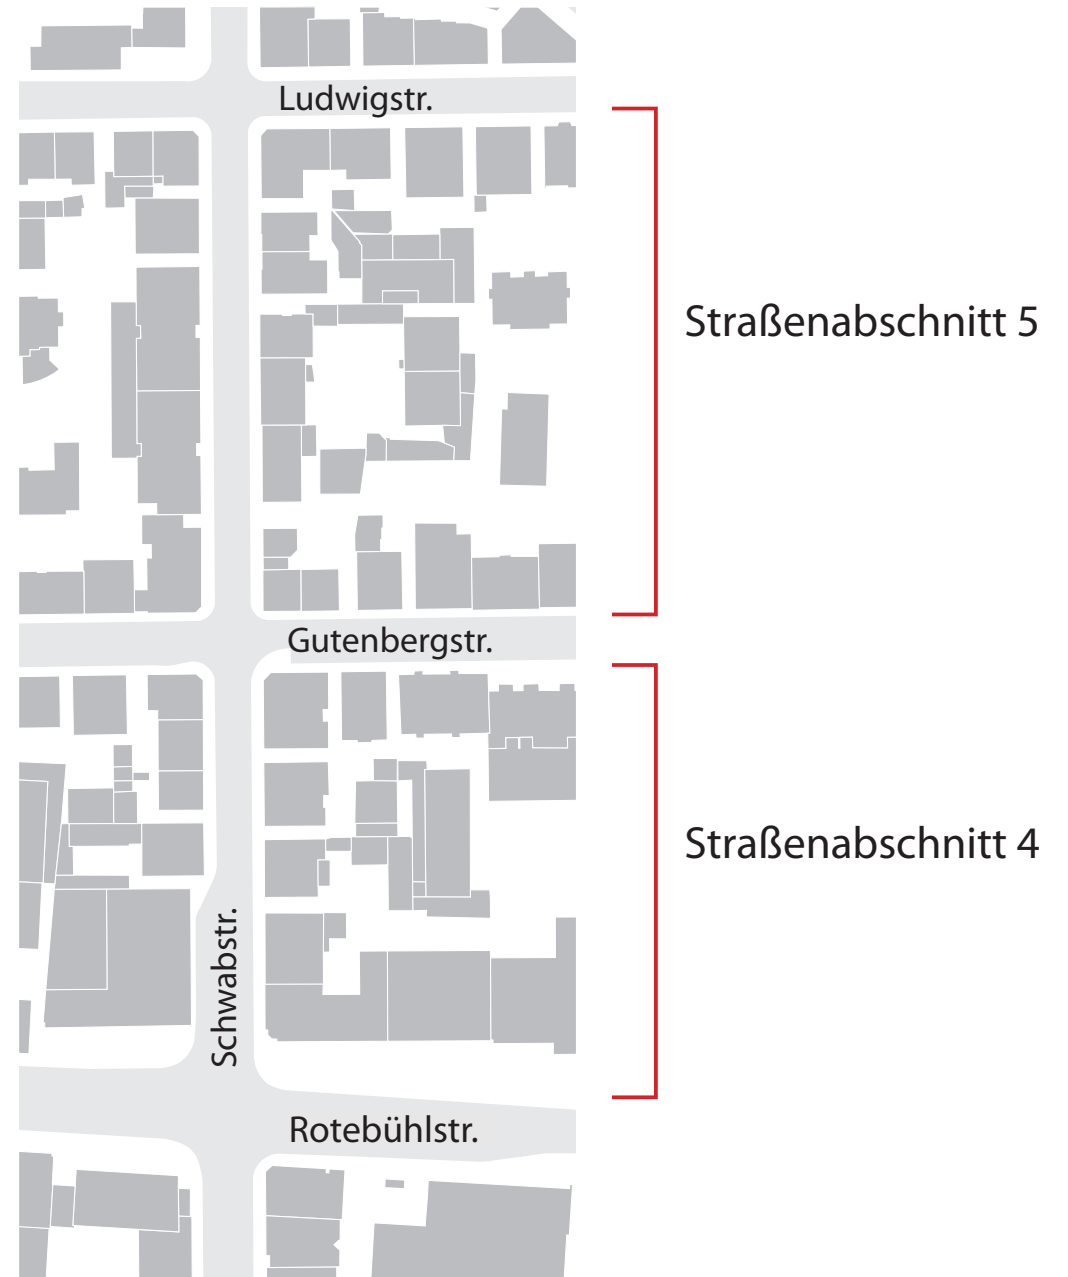 Ludwigstr.
Straßenabschnitt 5
Gutenbergstr.
Straßenabschnitt 4
Schwabstr.
Rotebühlstr.